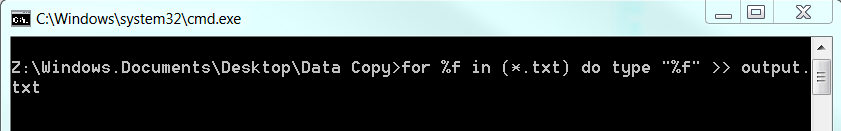 C:\Windows\system32\cmd.exe
Z:\Windows.Documents\Desktop\Data Copy>for %f in (*.txt) do type "%f" >> output.
txt